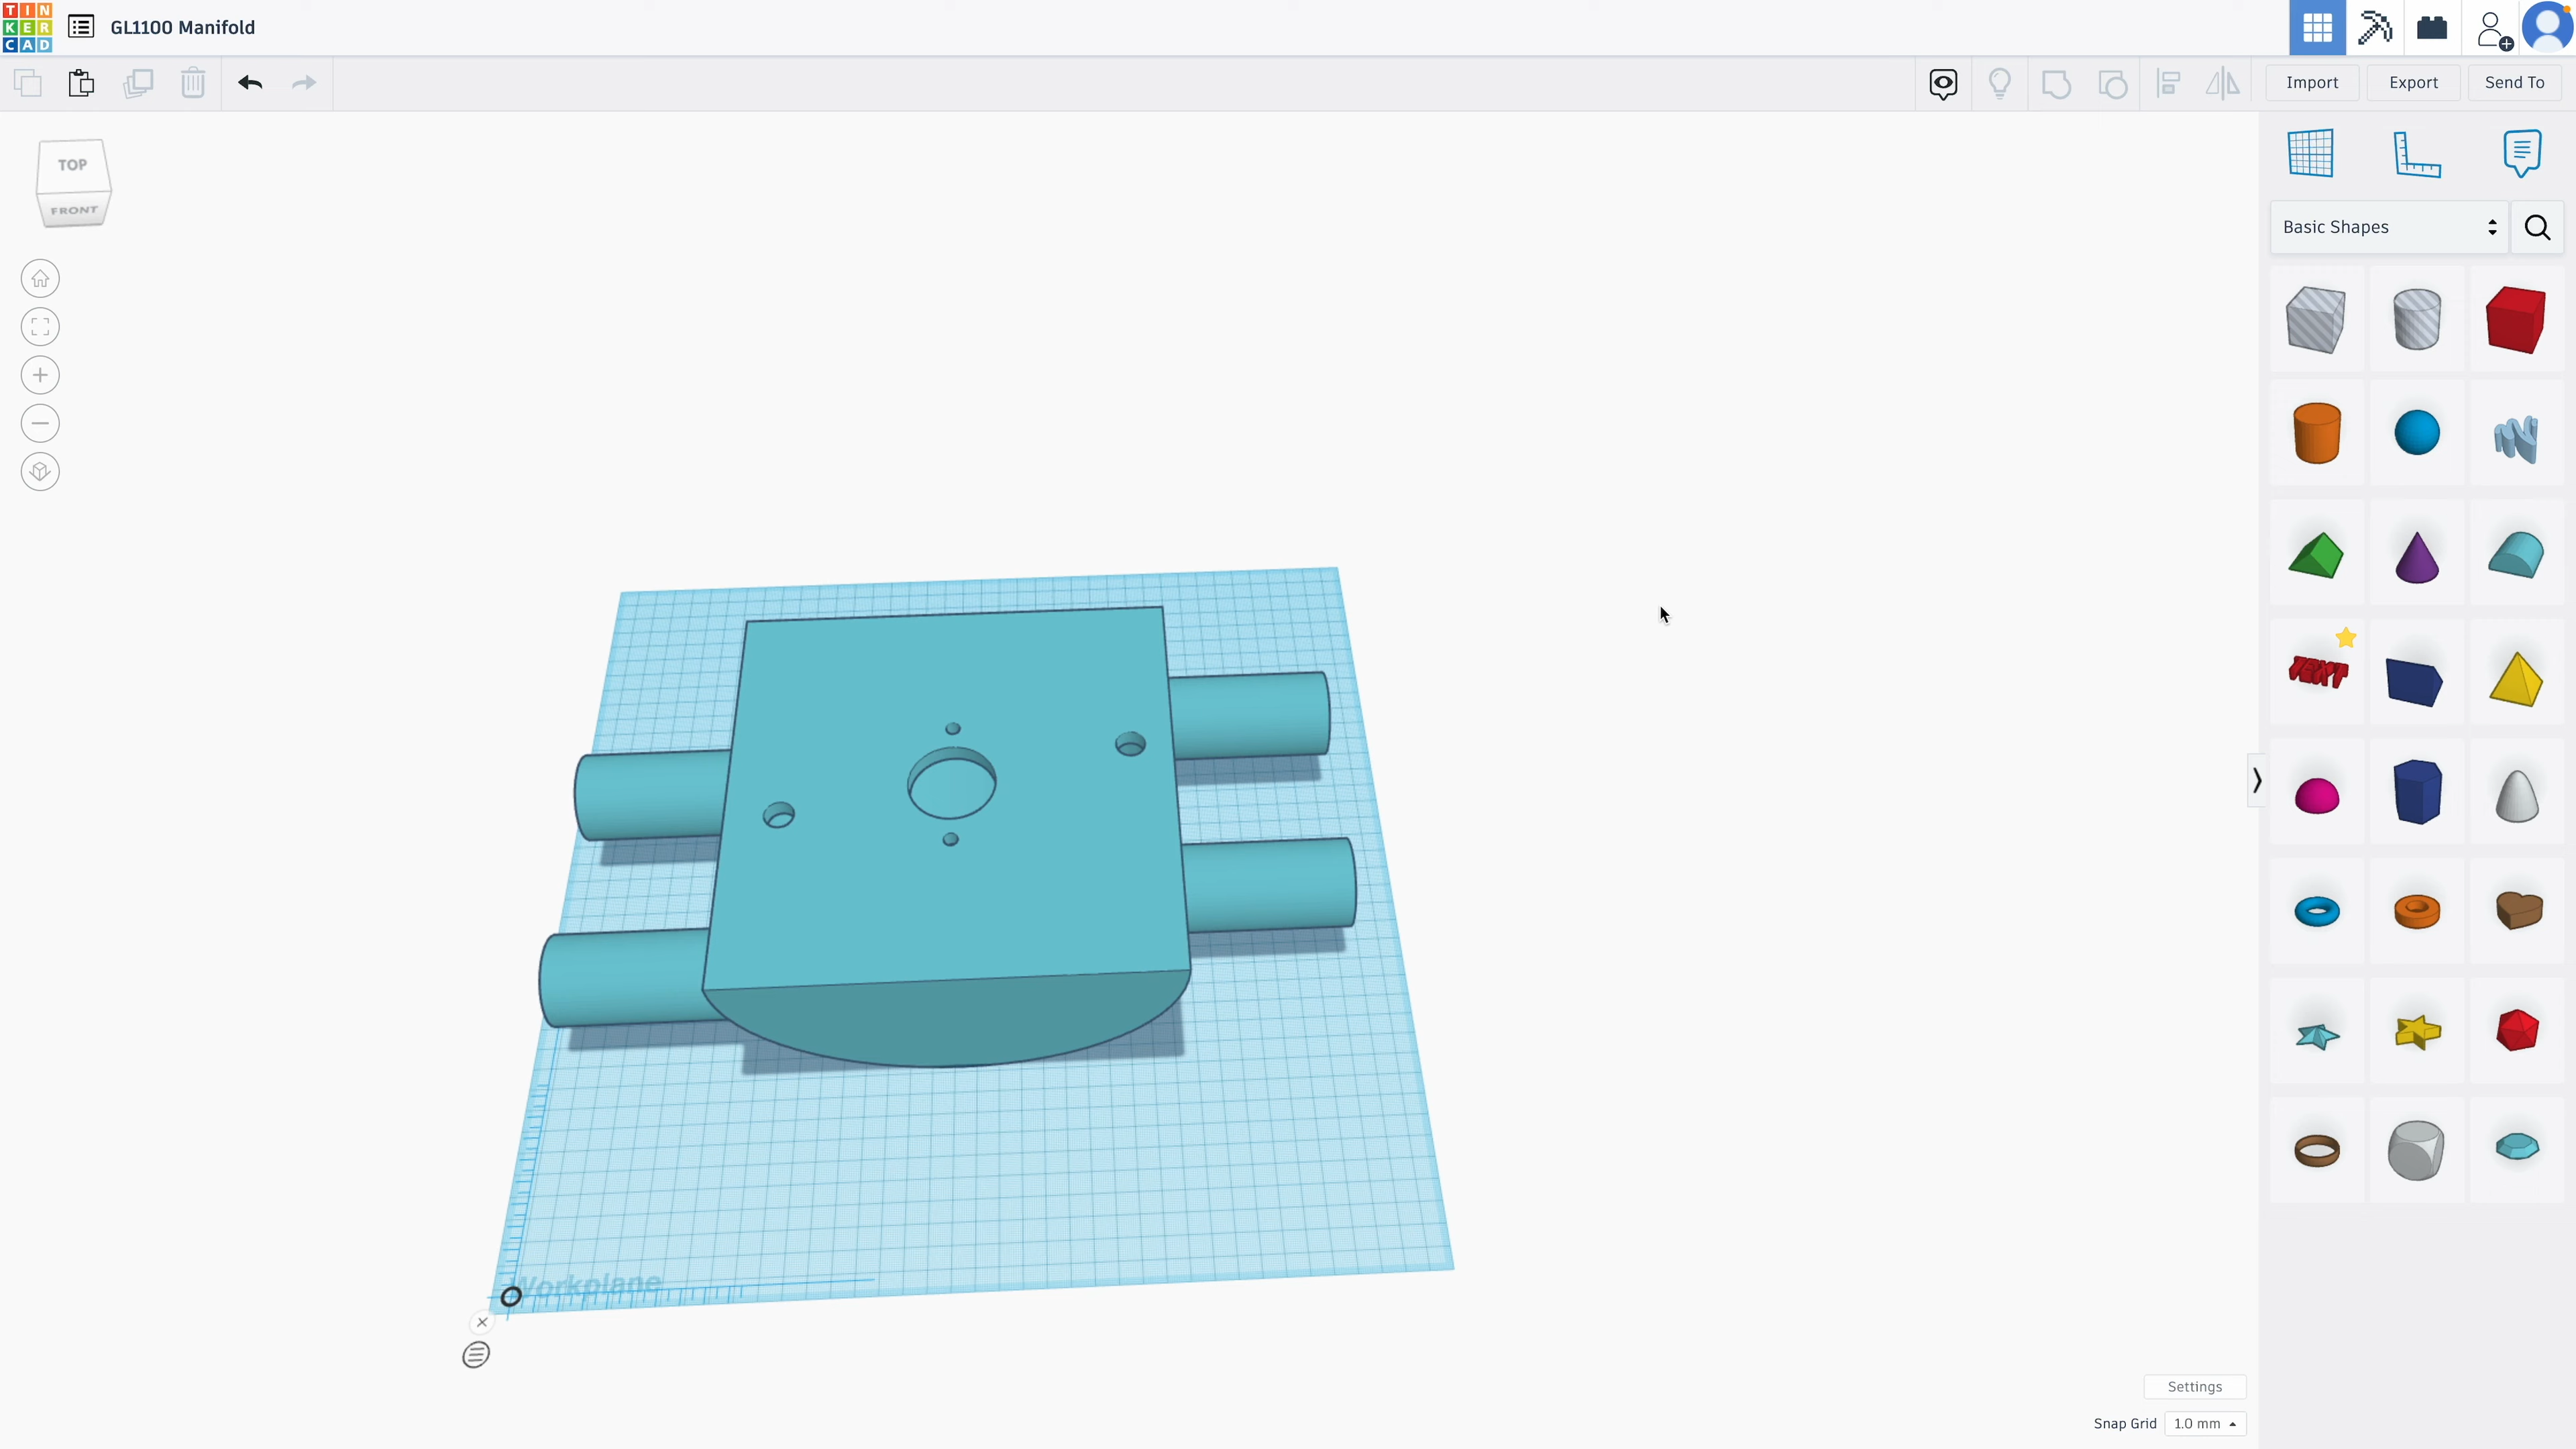 TIN
KER
CAD
GL1100 Manifold
Import
Export
Send To
TOP
FRONT
Basic Shapes
TEXT
Workplane
Settings
Snap Grid
1.0 mm